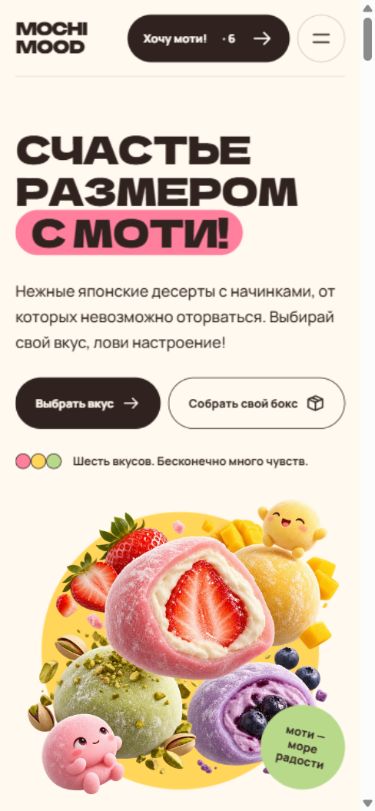 MOCHI
MOOD
Хочу моти! · 6
СЧАСТЬЕ
РАЗМЕРОМ
С МОТИ!
Нежные японские десерты с начинками, от
которых невозможно оторваться. Выбирай
свой вкус, лови настроение!
Выбрать вкус
Собрать свой бокс
Шесть вкусов. Бесконечно много чувств.
моти —
море
радости